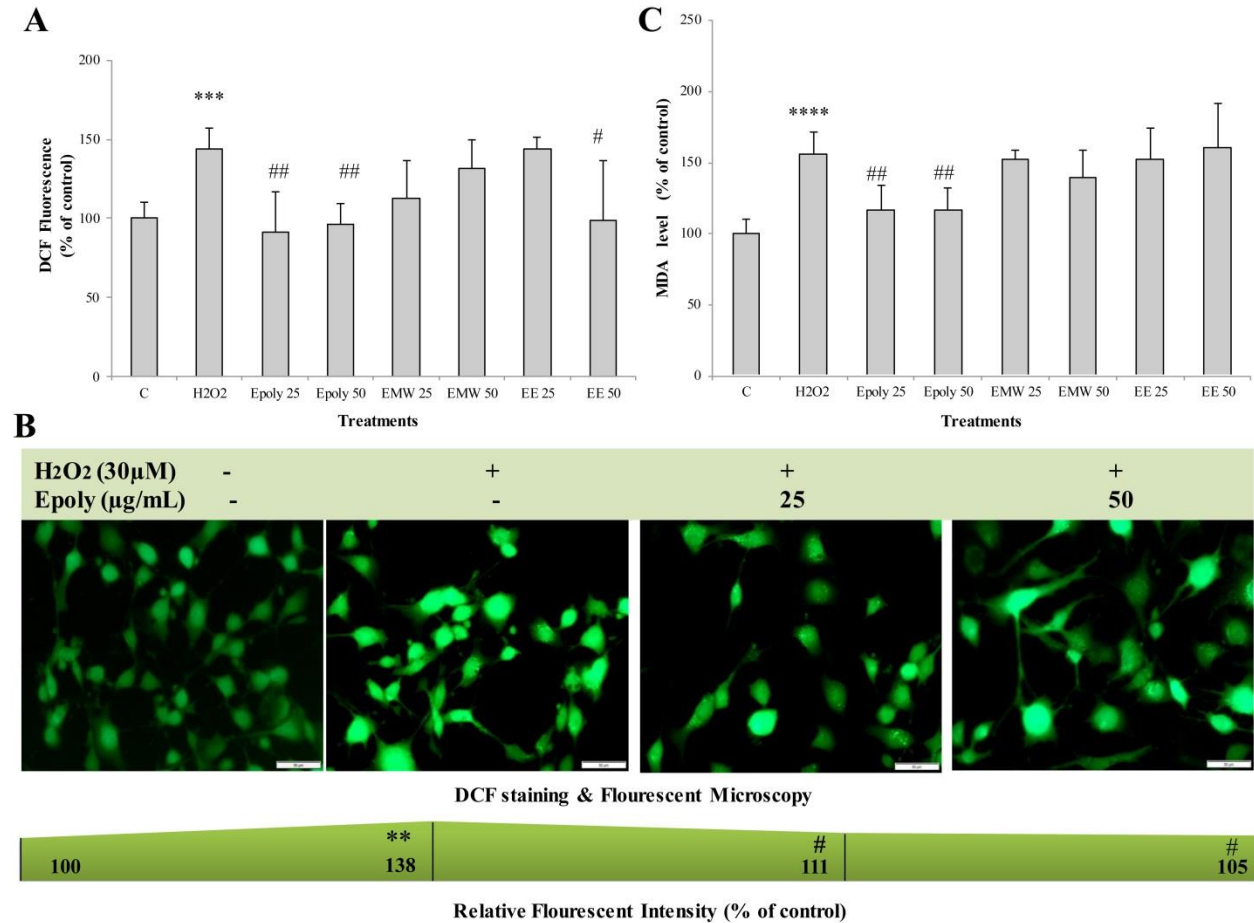 A
200
150
100
50
0
DCF Fluorescence
(% of control)
***
##
##
#
C H2O2 Epoly 25 Epoly 50 EMW 25 EMW 50 EE 25 EE 50
Treatments
C
250
200
150
100
50
0
MDA level (% of control)
****
##
##
C H2O2 Epoly 25 Epoly 50 EMW 25 EMW 50 EE 25 EE 50
Treatments
B
H2O2 (30μM) - + + +
Epoly (μg/mL) - - 25 50
DCF staining & Flourescent Microscopy
** # #
100 138 111 105
Relative Flourescent Intensity (% of control)